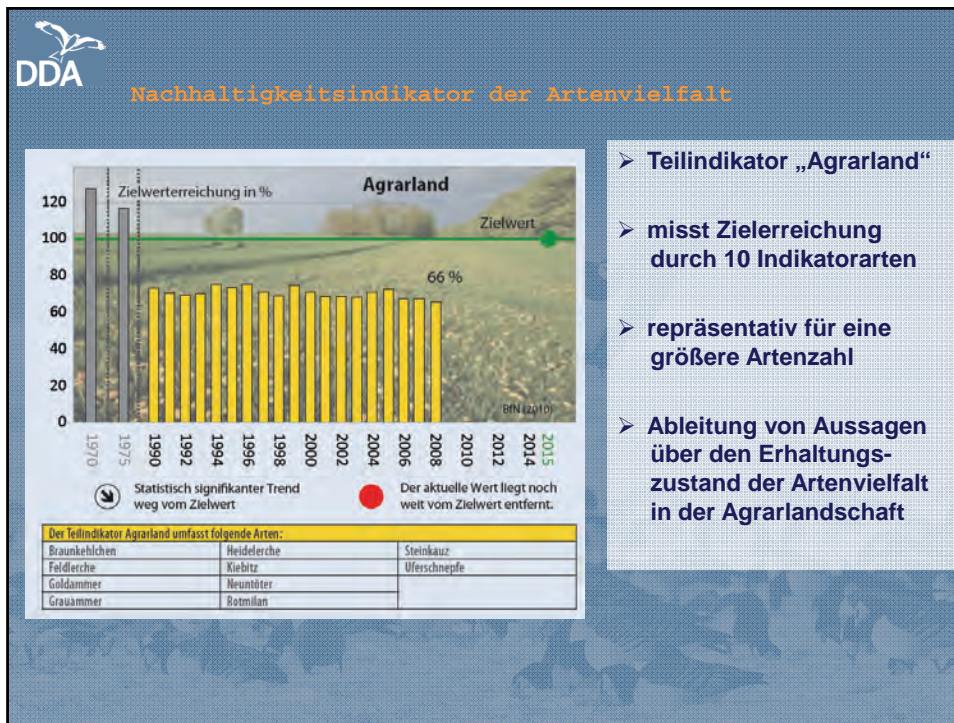 DDA
Nachhaltigkeitsindikator der Artenvielfalt
Zielwerterreichung in %
Agrarland
Zielwert
66 %
120
100
80
60
40
20
0
BfN (2010)
1970 1975 1990 1992 1994 1996 1998 2000 2002 2004 2006 2008 2010 2012 2014 2015
Statistisch signifikanter Trend
weg vom Zielwert
Der aktuelle Wert liegt noch
weit vom Zielwert entfernt.
Der Teilindikator Agrarland umfasst folgende Arten:
Braunkehlchen Heidelerche Steinkauz
Feldlerche Kiebitz Uferschnepfe
Goldammer Neuntöter
Grauammer Rotmilan
➢ Teilindikator „Agrarland“
➢ misst Zielerreichung
durch 10 Indikatorarten
➢ repräsentativ für eine
größere Artenzahl
➢ Ableitung von Aussagen
über den Erhaltungs-
zustand der Artenvielfalt
in der Agrarlandschaft